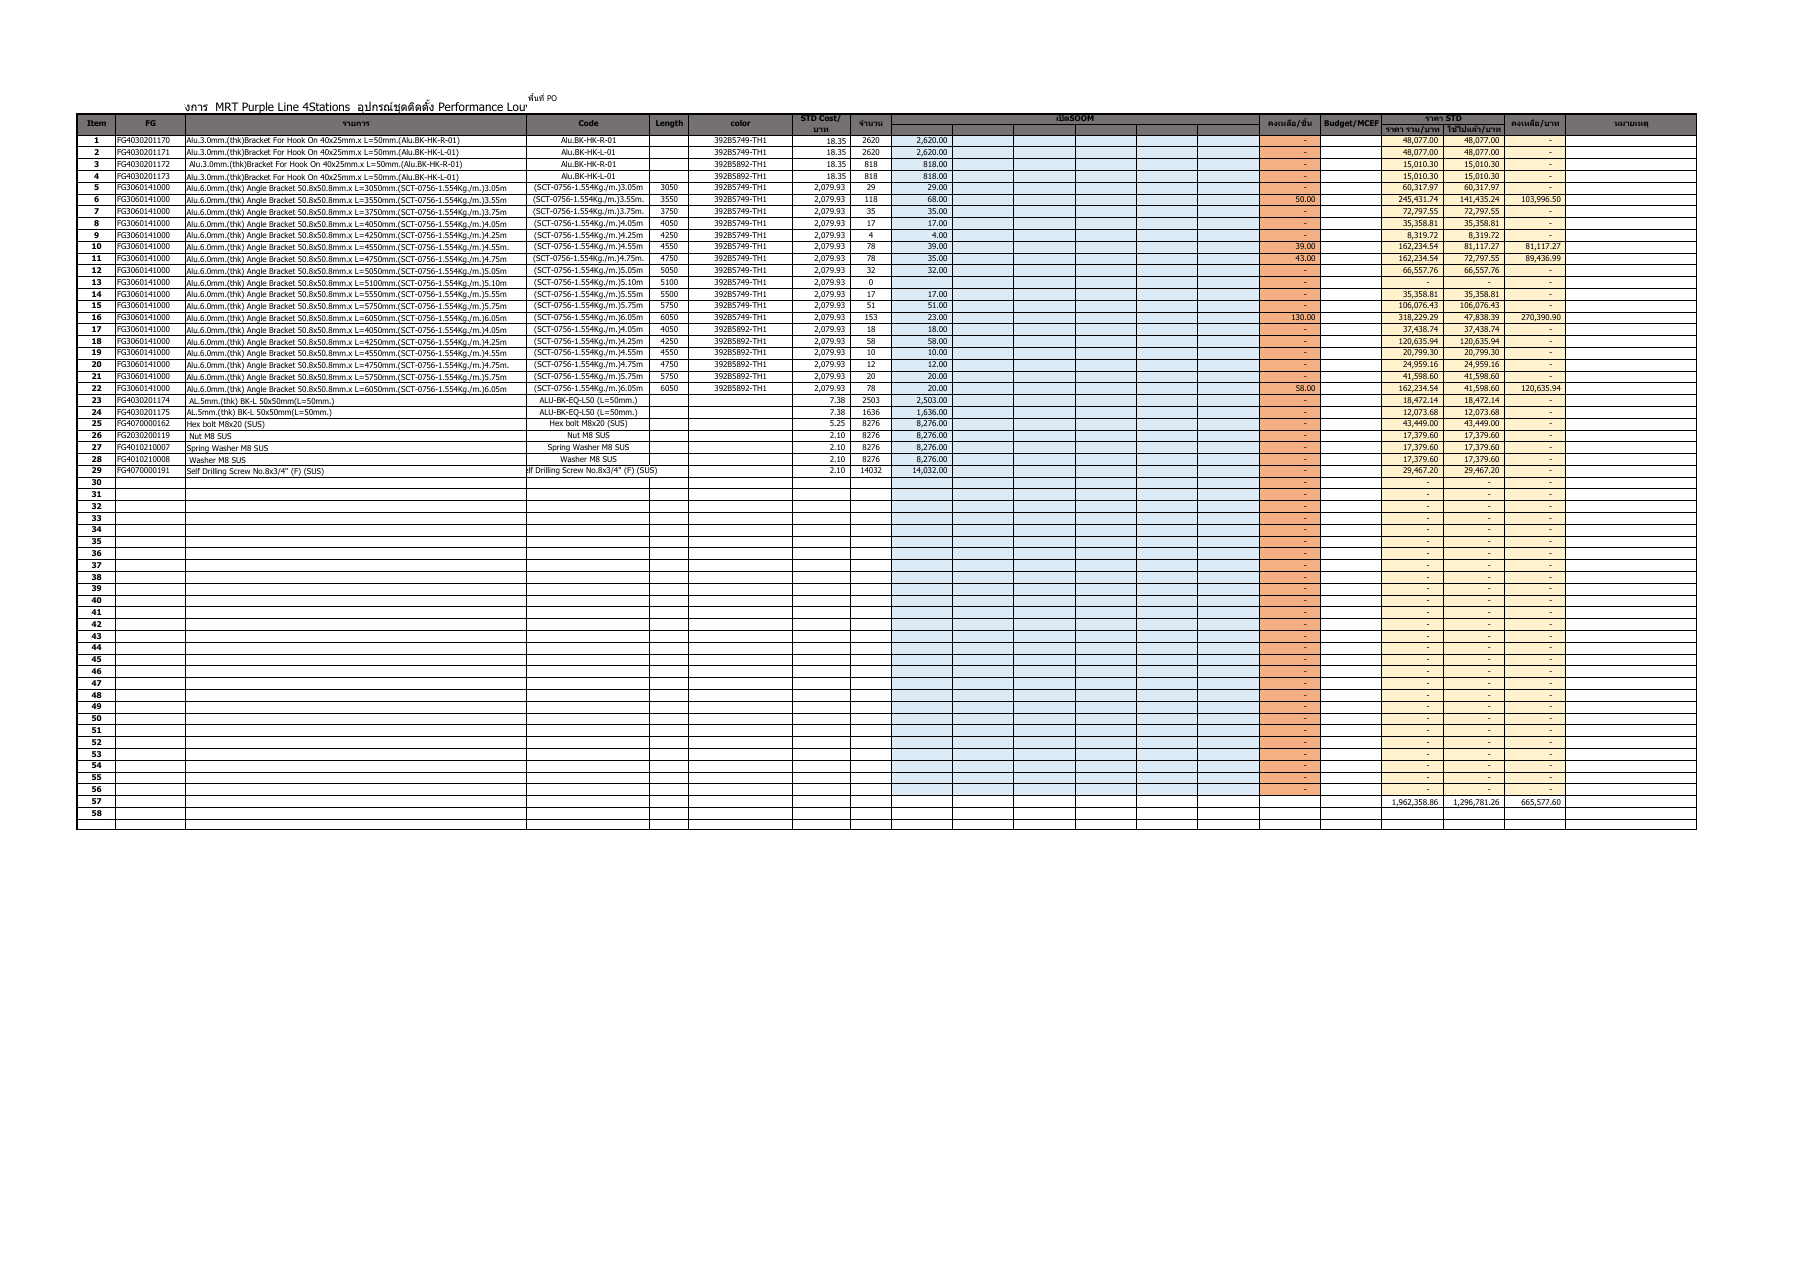 พื้นที่ PO
งการ  MRT Purple Line 4Stations  อุปกรณ์ชุดติดตั้ง Performance Lou
Item FG รายการ Code Length color STD Cost/ บาท จำนวน เปิดSOOM คงเหลือ/ชิ้น Budget/MCEF ราคา STD คงเหลือ/บาท หมายเหตุ
ราคา รวม/บาท ใช้ไปแล้ว/บาท
1 FG4030201170 Alu.3.0mm.(thk)Bracket For Hook On 40x25mm.x L=50mm.(Alu.BK-HK-R-01) Alu.BK-HK-R-01 392B5749-TH1 18.35 2620 2,620.00 - 48,077.00 48,077.00 -
2 FG4030201171 Alu.3.0mm.(thk)Bracket For Hook On 40x25mm.x L=50mm.(Alu.BK-HK-L-01) Alu.BK-HK-L-01 392B5749-TH1 18.35 2620 2,620.00 - 48,077.00 48,077.00 -
3 FG4030201172 Alu.3.0mm.(thk)Bracket For Hook On 40x25mm.x L=50mm.(Alu.BK-HK-R-01) Alu.BK-HK-R-01 392B5892-TH1 18.35 818 818.00 - 15,010.30 15,010.30 -
4 FG4030201173 Alu.3.0mm.(thk)Bracket For Hook On 40x25mm.x L=50mm.(Alu.BK-HK-L-01) Alu.BK-HK-L-01 392B5892-TH1 18.35 818 818.00 - 15,010.30 15,010.30 -
5 FG3060141000 Alu.6.0mm.(thk) Angle Bracket 50.8x50.8mm.x L=3050mm.(SCT-0756-1.554Kg./m.)3.05m (SCT-0756-1.554Kg./m.)3.05m 3050 392B5749-TH1 2,079.93 29 29.00 - 60,317.97 60,317.97 -
6 FG3060141000 Alu.6.0mm.(thk) Angle Bracket 50.8x50.8mm.x L=3550mm.(SCT-0756-1.554Kg./m.)3.55m (SCT-0756-1.554Kg./m.)3.55m. 3550 392B5749-TH1 2,079.93 118 68.00 50.00 245,431.74 141,435.24 103,996.50
7 FG3060141000 Alu.6.0mm.(thk) Angle Bracket 50.8x50.8mm.x L=3750mm.(SCT-0756-1.554Kg./m.)3.75m (SCT-0756-1.554Kg./m.)3.75m. 3750 392B5749-TH1 2,079.93 35 35.00 - 72,797.55 72,797.55 -
8 FG3060141000 Alu.6.0mm.(thk) Angle Bracket 50.8x50.8mm.x L=4050mm.(SCT-0756-1.554Kg./m.)4.05m (SCT-0756-1.554Kg./m.)4.05m 4050 392B5749-TH1 2,079.93 17 17.00 - 35,358.81 35,358.81 -
9 FG3060141000 Alu.6.0mm.(thk) Angle Bracket 50.8x50.8mm.x L=4250mm.(SCT-0756-1.554Kg./m.)4.25m (SCT-0756-1.554Kg./m.)4.25m 4250 392B5749-TH1 2,079.93 4 4.00 - 8,319.72 8,319.72 -
10 FG3060141000 Alu.6.0mm.(thk) Angle Bracket 50.8x50.8mm.x L=4550mm.(SCT-0756-1.554Kg./m.)4.55m. (SCT-0756-1.554Kg./m.)4.55m 4550 392B5749-TH1 2,079.93 78 39.00 39.00 162,234.54 81,117.27 81,117.27
11 FG3060141000 Alu.6.0mm.(thk) Angle Bracket 50.8x50.8mm.x L=4750mm.(SCT-0756-1.554Kg./m.)4.75m (SCT-0756-1.554Kg./m.)4.75m. 4750 392B5749-TH1 2,079.93 78 35.00 43.00 162,234.54 72,797.55 89,436.99
12 FG3060141000 Alu.6.0mm.(thk) Angle Bracket 50.8x50.8mm.x L=5050mm.(SCT-0756-1.554Kg./m.)5.05m (SCT-0756-1.554Kg./m.)5.05m 5050 392B5749-TH1 2,079.93 32 32.00 - 66,557.76 66,557.76 -
13 FG3060141000 Alu.6.0mm.(thk) Angle Bracket 50.8x50.8mm.x L=5100mm.(SCT-0756-1.554Kg./m.)5.10m (SCT-0756-1.554Kg./m.)5.10m 5100 392B5749-TH1 2,079.93 0 - - - -
14 FG3060141000 Alu.6.0mm.(thk) Angle Bracket 50.8x50.8mm.x L=5550mm.(SCT-0756-1.554Kg./m.)5.55m (SCT-0756-1.554Kg./m.)5.55m 5500 392B5749-TH1 2,079.93 17 17.00 - 35,358.81 35,358.81 -
15 FG3060141000 Alu.6.0mm.(thk) Angle Bracket 50.8x50.8mm.x L=5750mm.(SCT-0756-1.554Kg./m.)5.75m (SCT-0756-1.554Kg./m.)5.75m 5750 392B5749-TH1 2,079.93 51 51.00 - 106,076.43 106,076.43 -
16 FG3060141000 Alu.6.0mm.(thk) Angle Bracket 50.8x50.8mm.x L=6050mm.(SCT-0756-1.554Kg./m.)6.05m (SCT-0756-1.554Kg./m.)6.05m 6050 392B5749-TH1 2,079.93 153 23.00 130.00 318,229.29 47,838.39 270,390.90
17 FG3060141000 Alu.6.0mm.(thk) Angle Bracket 50.8x50.8mm.x L=4050mm.(SCT-0756-1.554Kg./m.)4.05m (SCT-0756-1.554Kg./m.)4.05m 4050 392B5892-TH1 2,079.93 18 18.00 - 37,438.74 37,438.74 -
18 FG3060141000 Alu.6.0mm.(thk) Angle Bracket 50.8x50.8mm.x L=4250mm.(SCT-0756-1.554Kg./m.)4.25m (SCT-0756-1.554Kg./m.)4.25m 4250 392B5892-TH1 2,079.93 58 58.00 - 120,635.94 120,635.94 -
19 FG3060141000 Alu.6.0mm.(thk) Angle Bracket 50.8x50.8mm.x L=4550mm.(SCT-0756-1.554Kg./m.)4.55m (SCT-0756-1.554Kg./m.)4.55m 4550 392B5892-TH1 2,079.93 10 10.00 - 20,799.30 20,799.30 -
20 FG3060141000 Alu.6.0mm.(thk) Angle Bracket 50.8x50.8mm.x L=4750mm.(SCT-0756-1.554Kg./m.)4.75m. (SCT-0756-1.554Kg./m.)4.75m 4750 392B5892-TH1 2,079.93 12 12.00 - 24,959.16 24,959.16 -
21 FG3060141000 Alu.6.0mm.(thk) Angle Bracket 50.8x50.8mm.x L=5750mm.(SCT-0756-1.554Kg./m.)5.75m (SCT-0756-1.554Kg./m.)5.75m 5750 392B5892-TH1 2,079.93 20 20.00 - 41,598.60 41,598.60 -
22 FG3060141000 Alu.6.0mm.(thk) Angle Bracket 50.8x50.8mm.x L=6050mm.(SCT-0756-1.554Kg./m.)6.05m (SCT-0756-1.554Kg./m.)6.05m 6050 392B5892-TH1 2,079.93 78 20.00 58.00 162,234.54 41,598.60 120,635.94
23 FG4030201174 AL.5mm.(thk) BK-L 50x50mm(L=50mm.) ALU-BK-EQ-L50 (L=50mm.) 7.38 2503 2,503.00 - 18,472.14 18,472.14 -
24 FG4030201175 AL.5mm.(thk) BK-L 50x50mm(L=50mm.) ALU-BK-EQ-L50 (L=50mm.) 7.38 1636 1,636.00 - 12,073.68 12,073.68 -
25 FG4070000162 Hex bolt M8x20 (SUS) Hex bolt M8x20 (SUS) 5.25 8276 8,276.00 - 43,449.00 43,449.00 -
26 FG2030200119 Nut M8 SUS Nut M8 SUS 2.10 8276 8,276.00 - 17,379.60 17,379.60 -
27 FG4010210007 Spring Washer M8 SUS Spring Washer M8 SUS 2.10 8276 8,276.00 - 17,379.60 17,379.60 -
28 FG4010210008 Washer M8 SUS Washer M8 SUS 2.10 8276 8,276.00 - 17,379.60 17,379.60 -
29 FG4070000191 Self Drilling Screw No.8x3/4" (F) (SUS) elf Drilling Screw No.8x3/4" (F) (SUS) 2.10 14032 14,032.00 - 29,467.20 29,467.20 -
30 - - - -
31 - - - -
32 - - - -
33 - - - -
34 - - - -
35 - - - -
36 - - - -
37 - - - -
38 - - - -
39 - - - -
40 - - - -
41 - - - -
42 - - - -
43 - - - -
44 - - - -
45 - - - -
46 - - - -
47 - - - -
48 - - - -
49 - - - -
50 - - - -
51 - - - -
52 - - - -
53 - - - -
54 - - - -
55 - - - -
56 - - - -
57 1,962,358.86 1,296,781.26 665,577.60
58